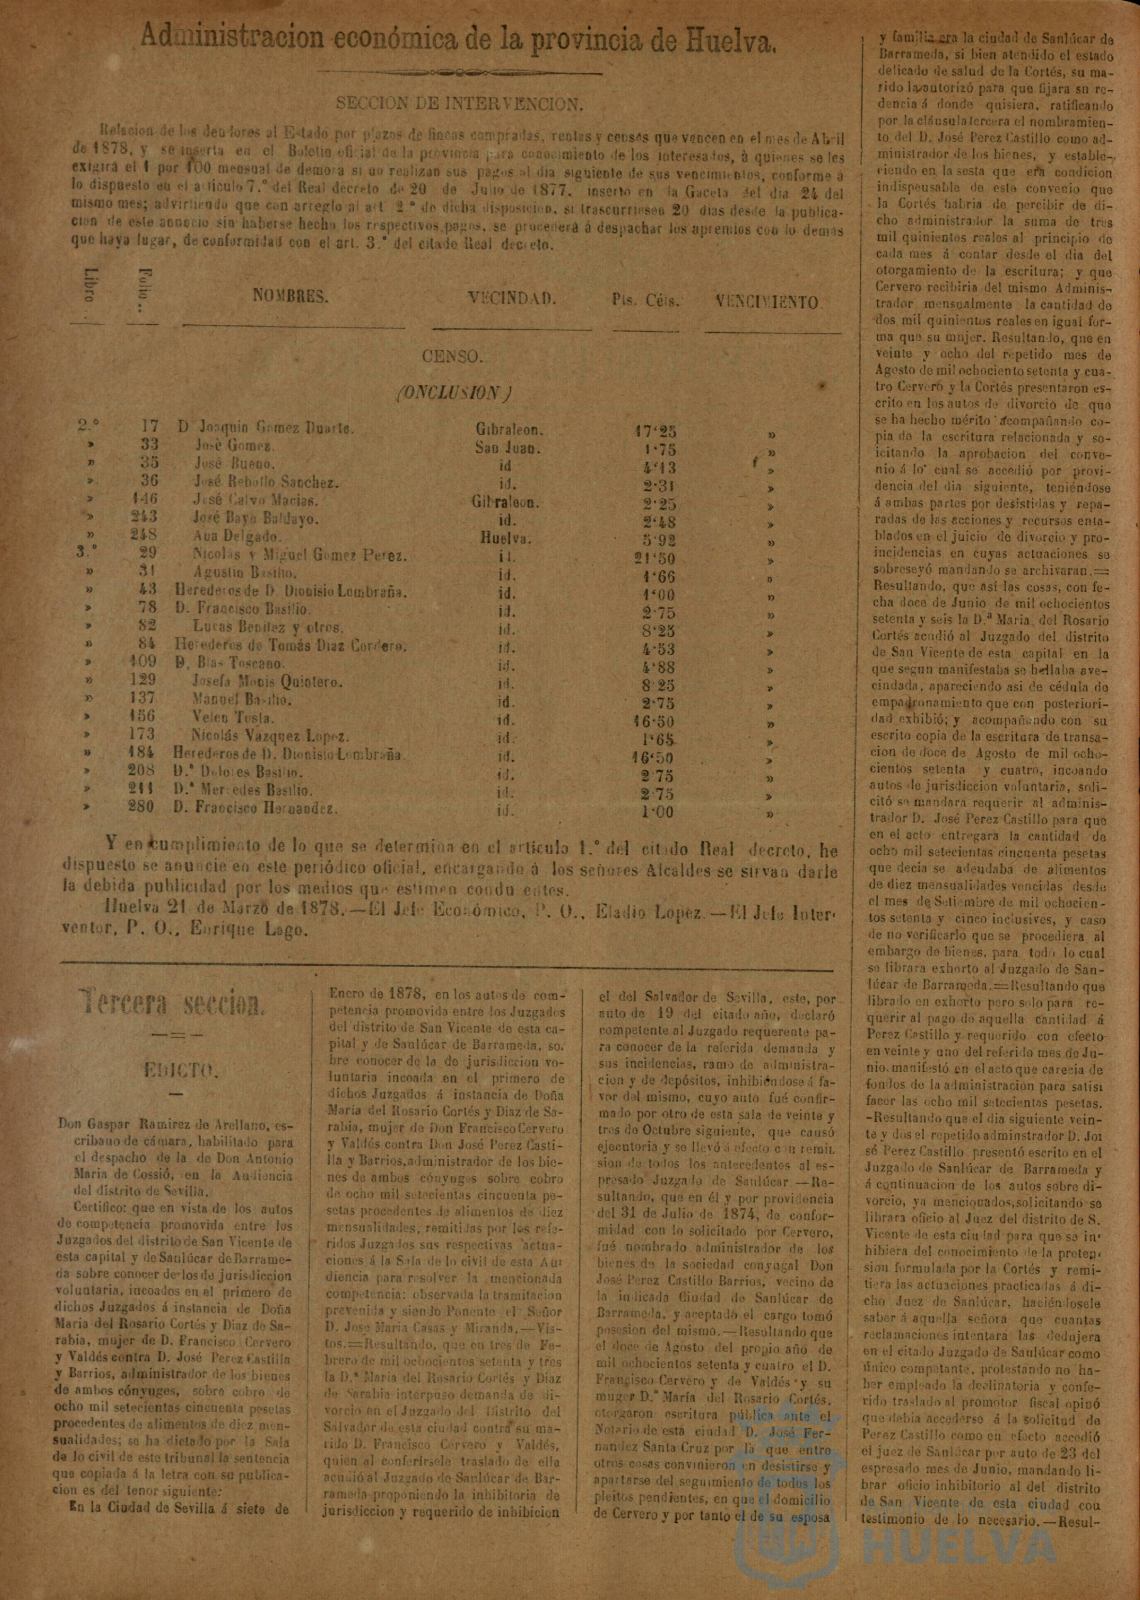 Administracion económica de la provincia de Huelva.
SECCION DE INTERVENCION.
Relacion de los deudores al Estado por plazos de fincas compradas, rentas y censos que vencen en el mes de Abril
de 1878, y se inserta en el Boletin oficial de la provincia para conocimiento de los interesados, à quienes se les
exigirá el 1 por 100 mensual de demora si no realizan sus pagos al dia siguiente de sus vencimientos, conforme á
lo dispuesto en el articulo 7.º del Real decreto de 20 de Julio de 1877. inserto en la Gaceta del dia 24 del
mismo mes; advirtiendo que con arreglo al art. 2º de dicha disposicion, si trascurriesen 20 dias desde la publica-
cion de este anuncio sin haberse hecho los respectivos pagos, se procederá á despachar los apremios con lo demás
que haya lugar, de conformidad con el art. 3.º del citado Real decreto.
Libro . Folio . . NOMBRES. VECINDAD. Pts. Céts. VENCIMIENTO.
CENSO.
(ONCLUSION)
2.º 17 D Joaquin Gomez Duarte. Gibraleon. 17'25 »
» 33 José Gomez. San Juan. 1'75 »
» 35 José Bueno. id 4'13 »
» 36 José Rebollo Sanchez. id. 2'31 »
» 146 José Calvo Macias. Gibraleon. 2'25 »
» 243 José Bayo Baldayo. id. 2'48 »
» 248 Ana Delgado. Huelva. 5'92 »
3.º 29 Nicolás y Miguel Gomez Perez. id. 21'50 »
» 31 Agustin Basilio. id. 1'66 »
» 43 Herederos de D. Dionisio Lombraña. id. 1'00 »
» 78 D. Francisco Basilio. id. 2'75 »
» 82 Lucas Benitez y otros. id. 8'25 »
» 84 Herederos de Tomás Diaz Cordero. id. 4'53 »
» 109 D. Blas Toscano. id. 4'88 »
» 129 Josefa Monis Quintero. id. 8 25 »
» 137 Manuel Basilio. id. 2'75 »
» 156 Velen Tosta. id. 16'50 »
» 173 Nicolás Vazquez Lopez. id. 1'65 »
» 184 Herederos de D. Dionisio Lombraña. id. 16'50 »
» 208 D.ª Dolores Basilio. id. 2 75 »
» 211 D.ª Mercedes Basilio. id. 2'75 »
» 280 D. Francisco Hernandez. id. 1'00 »
Y en cumplimiento de lo que se determina en el artículo 1.º del citado Real decreto, he
dispuesto se anuncie en este periódico oficial, encargando á los señores Alcaldes se sirvan darle
la debida publicidad por los medios que estimen condu entes.
Huelva 21 de Marzo de 1878.—El Jefe Económico, P. O., Eladio Lopez.—El Jefe Inter-
ventor, P. O., Enrique Lago.
Tercera seccion.
EDICTO.
Don Gaspar Ramirez de Arellano, es-
cribano de cámara, habilitado para
el despacho de la de Don Antonio
Maria de Cossió, en la Audiencia
del distrito de Sevilla.
Certifico: que en vista de los autos
de competencia promovida entre los
Juzgados del distrito de San Vicente de
esta capital y de Sanlúcar de Barrame-
da sobre conocer de los de jurisdiccion
voluntaria, incoados en el primero de
dichos Juzgados á instancia de Doña
Maria del Rosario Cortés y Diaz de Sa-
rabia, mujer de D. Francisco Cervero
y Valdés contra D. José Perez Castilla
y Barrios, administrador de los bienes
de ambos cónyuges, sobre cobro de
ocho mil setecientas cincuenta pesetas
procedentes de alimentos de diez men-
sualidades; se ha dictado por la Sala
de lo civil de este tribunal la sentencia
que copiada á la letra con su publica-
cion es del tenor siguiente:
En la Ciudad de Sevilla á siete de
Enero de 1878, en los autos de com-
petencia promovida entre los Juzgados
del distrito de San Vicente de esta ca-
pital y de Sanlúcar de Barrameda, so-
bre conocer de la de jurisdiccion vo-
luntaria incoada en el primero de
dichos Juzgados á instancia de Doña
Maria del Rosario Cortés y Diaz de Sa-
rabia, mujer de Don Francisco Cervero
y Valdés contra Don José Perez Casti-
lla y Barrios, administrador de los bie-
nes de ambos cónyuges sobre cobro
de ocho mil setecientas cincuenta pe-
setas procedentes de alimentos de diez
mensualidades, remitidas por los refe-
ridos Juzgados sus respectivas actua-
ciones á la Sala de lo civil de esta Au-
diencia para resolver la mencionada
competencia: observada la tramitacion
prevenida y siendo Ponente el Señor
D. Jose Maria Casas y Miranda.—Vis-
tos.=Resultando, que en tres de Fe-
brero de mil ochocientos setenta y tres
la D.ª Maria del Rosario Cortés y Diaz
de Sarabia interpuso demanda de di-
vorcio en el Juzgado del Distrito del
Salvador de esta ciudad contra su ma-
rido D. Francisco Cervero y Valdés,
quien al conferirsele traslado de ella
acudió al Juzgado de Sanlúcar de Bar-
rameda proponiendo la inhibitoria de
jurisdiccion y requerido de inhibicion
el del Salvador de Sevilla, este, por
auto de 19 del citado año, declaró
competente al Juzgado requerente pa-
ra conocer de la referida demanda y
sus incidencias, ramo de administra-
cion y de depósitos, inhibiéndose á fa-
vor del mismo, cuyo auto fué confir-
mado por otro de esta sala de veinte y
tres de Octubre siguiente, que causó
ejecutoria y se llevó á efecto con remi-
sion de todos los antecedentes al es-
presado Juzgado de Sanlúcar —Re-
sultando, que en él y por providencia
del 31 de Julio de 1874, de confor-
midad con lo solicitado por Cervero,
fué nombrado administrador de los
bienes de la sociedad conyugal Don
José Perez Castillo Barrios, vecino de
la indicada Ciudad de Sanlúcar de
Barrameda, y aceptado el cargo tomó
posesion del mismo.—Resultando que
el doce de Agosto del propio año de
mil ochocientos setenta y cuatro el D.
Francisco Cervero y de Valdés y su
muger D.ª María del Rosario Cortés,
otorgaron escritura pública ante el
Notario de esta ciudad D. José Fer-
nandez Santa Cruz por la que entre
otros cosas convinieron en desistirse y
apartarse del seguimiento de todos los
pleitos pendientes, en que el domicilio
de Cervero y por tanto el de su esposa
y familia era la ciudad de Sanlúcar de
Barrameda, si bien atendido el estado
delicado de salud de la Cortés, su ma-
rido la autorizó para que fijara su re-
dencia á donde quisiera, ratificando
por la cláusula tercera el nombramien-
to del D. José Perez Castillo como ad-
ministrador de los bienes, y estable-
ciendo en la sesta que era condicion
indispensable de este convenio que
la Cortés habria de percibir de di-
cho administrador la suma de tres
mil quinientos reales al principio de
cada mes á contar desde el dia del
otorgamiento de la escritura; y que
Cervero recibiria del mismo Adminis-
trador mensualmente la cantidad de
dos mil quinientos reales en igual for-
ma que su mujer. Resultando, que en
veinte y ocho del repetido mes de
Agosto de mil ochociento setenta y cua-
tro Cerveró y la Cortés presentaron es-
crito en los autos de divorcio de que
se ha hecho mérito acompañando co-
pia de la escritura relacionada y so-
icitando la aprobacion del conve-
nio á lo cual se accedió por provi-
dencia del dia siguiente, teniéndose
á ambas partes por desistidas y repa-
radas de las acciones y recursos enta-
blados en el juicio de divorcio y pro-
incidencias en cuyas actuaciones se
sobreseyó mandando se archivaran.=
Resultando, que así las cosas, con fe-
cha doce de Junio de mil ochocientos
setenta y seis la D.ª Maria, del Rosario
Cortés acudió al Juzgado del distrito
de San Vicente de esta capital en la
que segun manifestaba se hallaba ave-
cindada, apareciendo asi de cédula de
empadronamiento que con posteriori-
dad exhibió; y acompañando con su
escrito copia de la escritura de transa-
cion de doce de Agosto de mil ocho-
cientos setenta y cuatro, incoando
autos de jurisdiccion voluntaria, soli-
citó se mandara requerir al adminis-
trador D. José Perez Castillo para que
en el acto entregara la cantidad de
ocho mil setecientas cincuenta pesetas
que decia se adeudaba de alimentos
de diez mensualidades vencidas desde
el mes de Setiembre de mil ochocien-
tos setenta y cinco inclusives, y caso
de no verificarlo que se procediera al
embargo de bienes, para todo lo cual
se librara exhorto al Juzgado de San-
lúcar de Barrameda.=Resultando que
librado en exhorto pero solo para re-
querir al pago de aquella cantidad á
Perez Castillo y requerido con efecto
en veinte y uno del referido mes de Ju-
nio, manifestó en el acto que carecia de
fondos de la administracion para satis-
facer las ocho mil setecientas pesetas.
-Resultando que el dia siguiente vein-
te y dos el repetido adminstrador D. Jo-
sé Perez Castillo presentó escrito en el
Juzgado de Sanlúcar de Barrameda y
á continuacion de los autos sobre di-
vorcio, ya mencionados, solicitando se
librara oficio al Juez del distrito de S.
Vicente de esta ciudad para que se in-
hibiera del conocimiento de la preten-
sion formulada por la Cortés y remi-
tiera las actuaciones practicadas á di-
cho Juez de Sanlúcar, haciéndosele
saber á aquella señora que cuantas
reclamaciones intentara las dedujera
en el citado Juzgado de Sanlúcar como
único competante, protestando no ha-
ber empleado la declinatoria y confe-
rido traslado al promotor fiscal opinó
que debia accederse á la solicitud de
Perez Castillo como en efecto accedió
el juez de Sanlúcar por auto de 23 del
espresado mes de Junio, mandando li-
brar oficio inhibitorio al del distrito
de San Vicente de esta ciudad con
testimonio de lo necesario.—Resul-
HUELVA